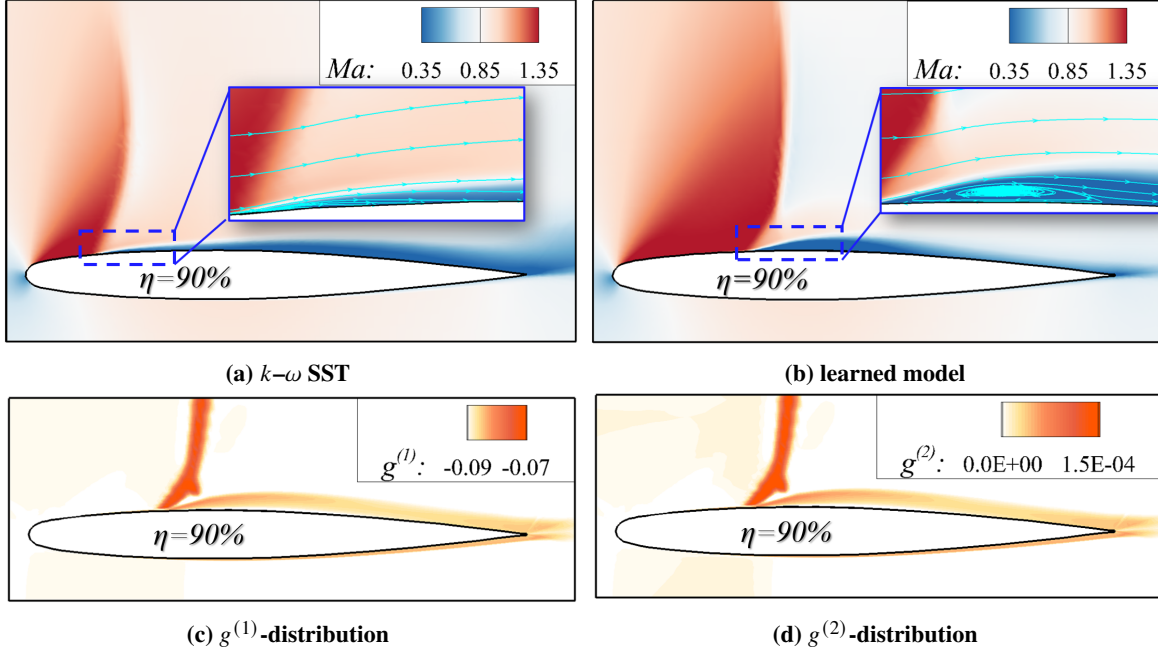 Ma: 0.35 0.85 1.35
η=90%
(a) k–ω SST
Ma: 0.35 0.85 1.35
η=90%
(b) learned model
g(1): -0.09 -0.07
η=90%
(c) g(1)-distribution
g(2): 0.0E+00 1.5E-04
η=90%
(d) g(2)-distribution